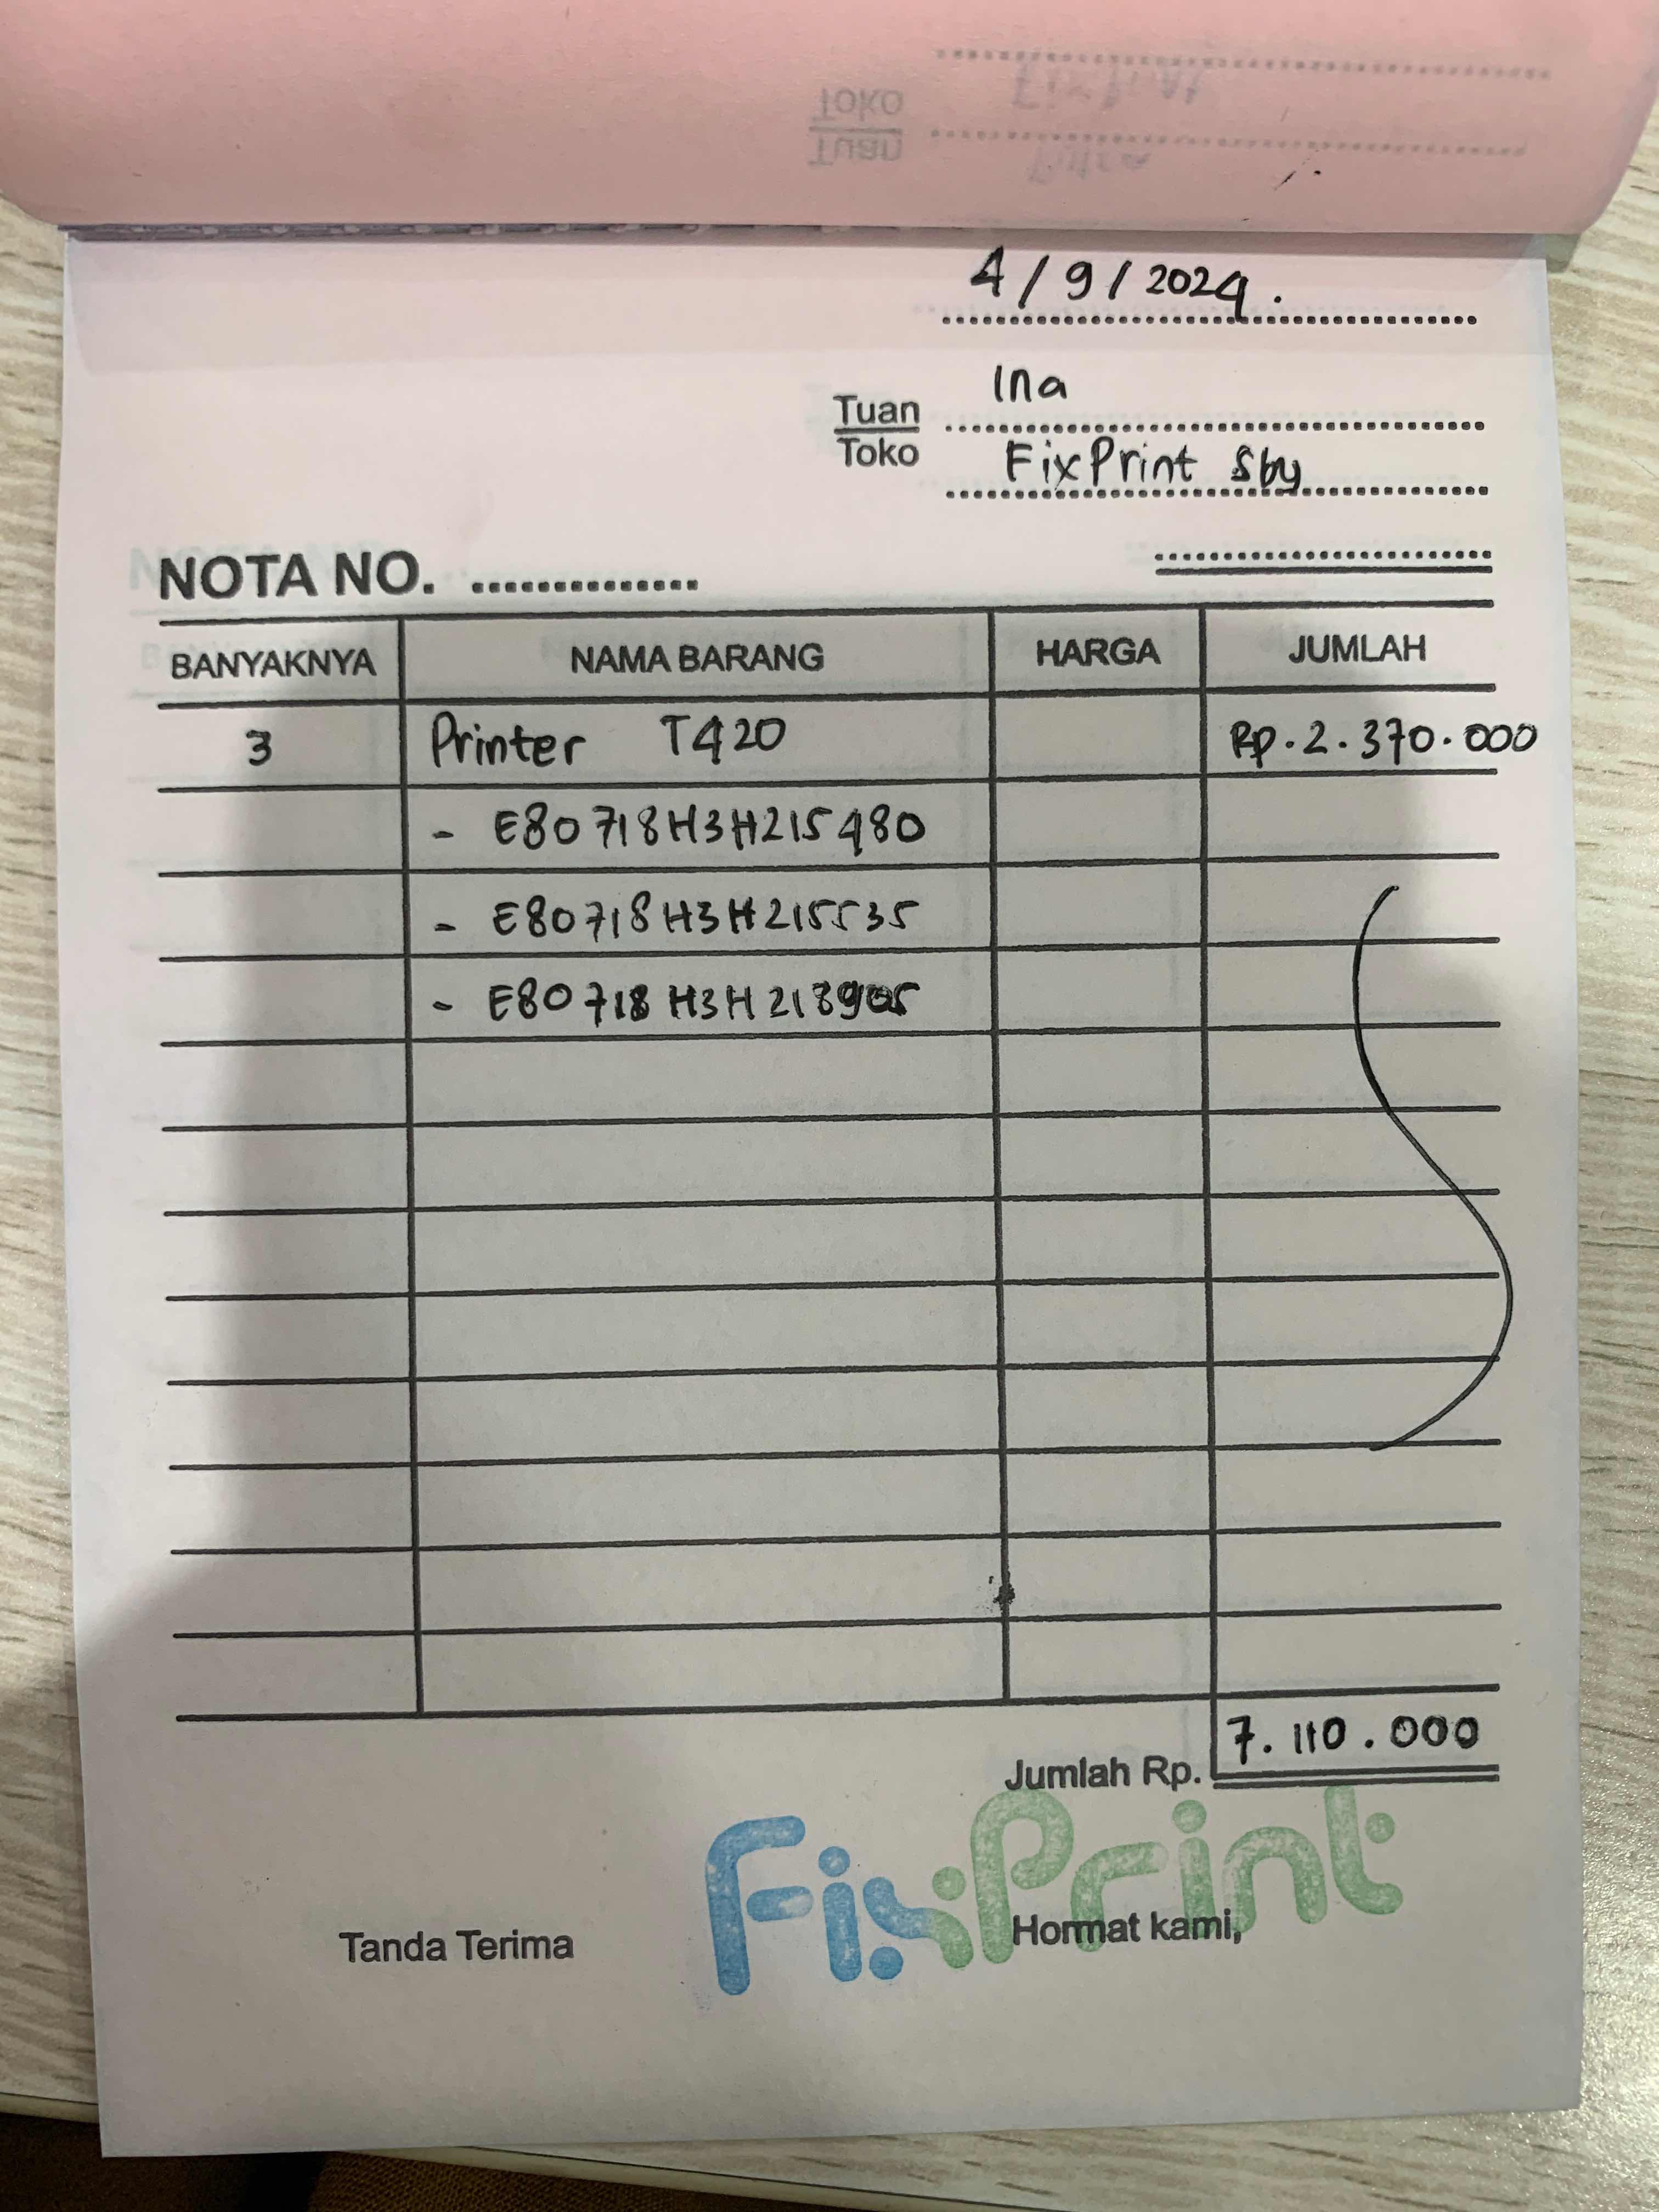 4/9/2024.
Ina
Tuan
Toko
FixPrint Sby
NOTA NO. ..............
BANYAKNYA NAMA BARANG HARGA JUMLAH
3 Printer T420 Rp.2.370.000
- E80718H3H215480
- E80718H3H215535
- E80718H3H218905
7.110.000
Jumlah Rp.
FixPrint
Tanda Terima Hormat kami,